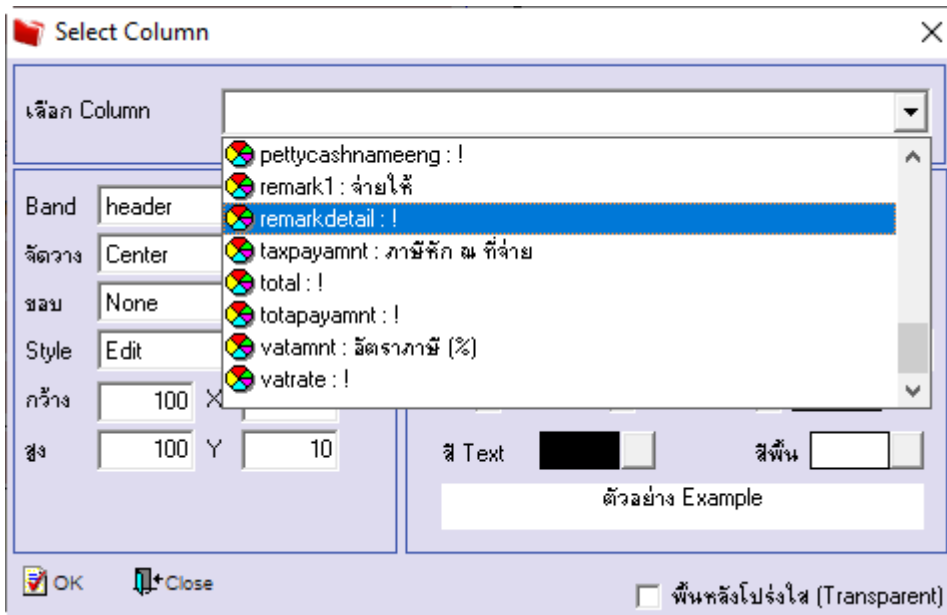 Select Column
เลือก Column
pettycashnameeng : !
remark1 : จ่ายให้
remarkdetail : !
taxpayamnt : ภาษีหัก ณ ที่จ่าย
total : !
totapayamnt : !
vatamnt : อัตราภาษี (%)
vatrate : !
Band header
จัดวาง Center
ขอบ None
Style Edit
กว้าง 100 X
สูง 100 Y 10
สี Text
สีพื้น
ตัวอย่าง Example
OK
Close
พื้นหลังโปร่งใส (Transparent)